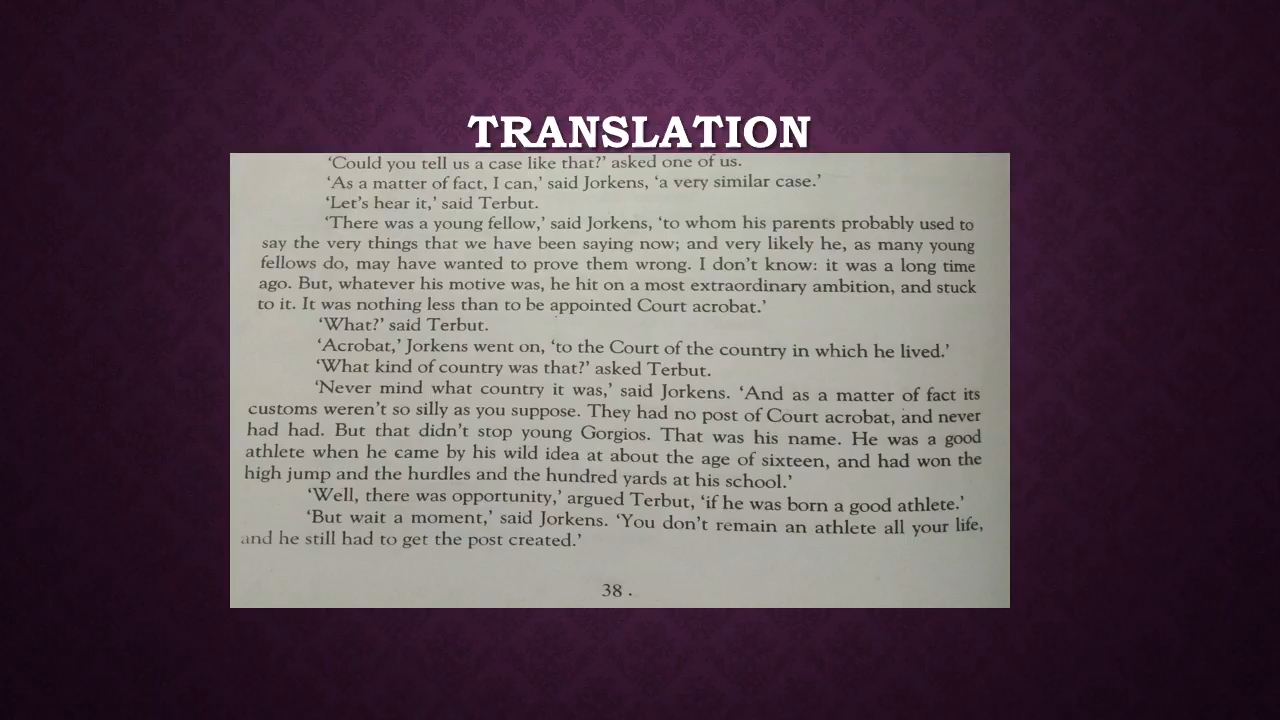 TRANSLATION
‘Could you tell us a case like that?’ asked one of us.
‘As a matter of fact, I can,’ said Jorkens, ‘a very similar case.’
‘Let’s hear it,’ said Terbut.
‘There was a young fellow,’ said Jorkens, ‘to whom his parents probably used to
say the very things that we have been saying now; and very likely he, as many young
fellows do, may have wanted to prove them wrong. I don’t know: it was a long time
ago. But, whatever his motive was, he hit on a most extraordinary ambition, and stuck
to it. It was nothing less than to be appointed Court acrobat.’
‘What?’ said Terbut.
‘Acrobat,’ Jorkens went on, ‘to the Court of the country in which he lived.’
‘What kind of country was that?’ asked Terbut.
‘Never mind what country it was,’ said Jorkens. ‘And as a matter of fact its
customs weren’t so silly as you suppose. They had no post of Court acrobat, and never
had had. But that didn’t stop young Gorgios. That was his name. He was a good
athlete when he came by his wild idea at about the age of sixteen, and had won the
high jump and the hurdles and the hundred yards at his school.’
‘Well, there was opportunity,’ argued Terbut, ‘if he was born a good athlete.’
‘But wait a moment,’ said Jorkens. ‘You don’t remain an athlete all your life,
and he still had to get the post created.’
38 .